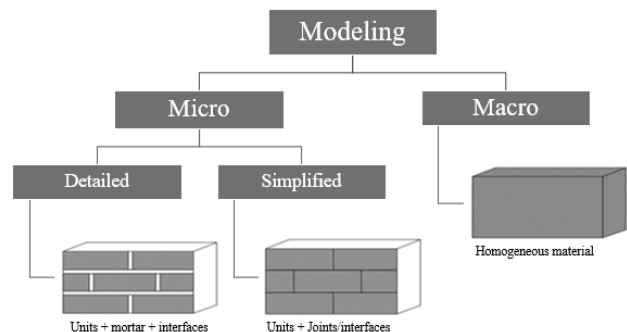 Modeling
Micro
Macro
Detailed
Simplified
Homogeneous material
Units + mortar + interfaces
Units + Joints/interfaces